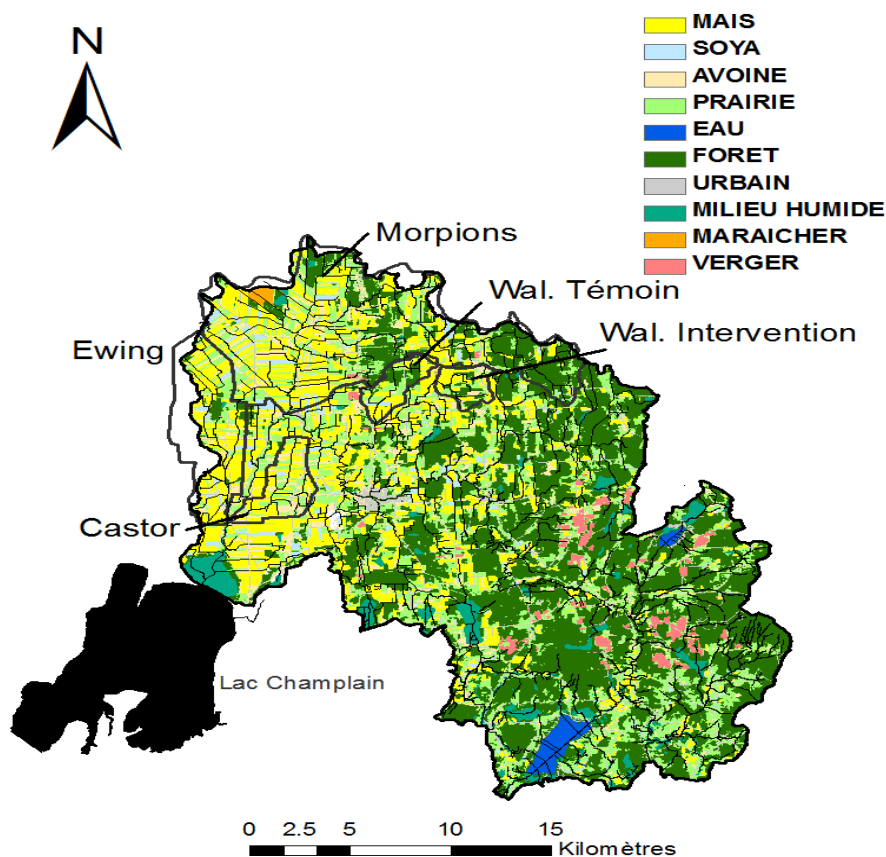 N
MAIS
SOYA
AVOINE
PRAIRIE
EAU
FORET
URBAIN
MILIEU HUMIDE
MARAICHER
VERGER
Morpions
Wal. Témoin
Wal. Intervention
Ewing
Castor
Lac Champlain
0 2.5 5 10 15
Kilomètres